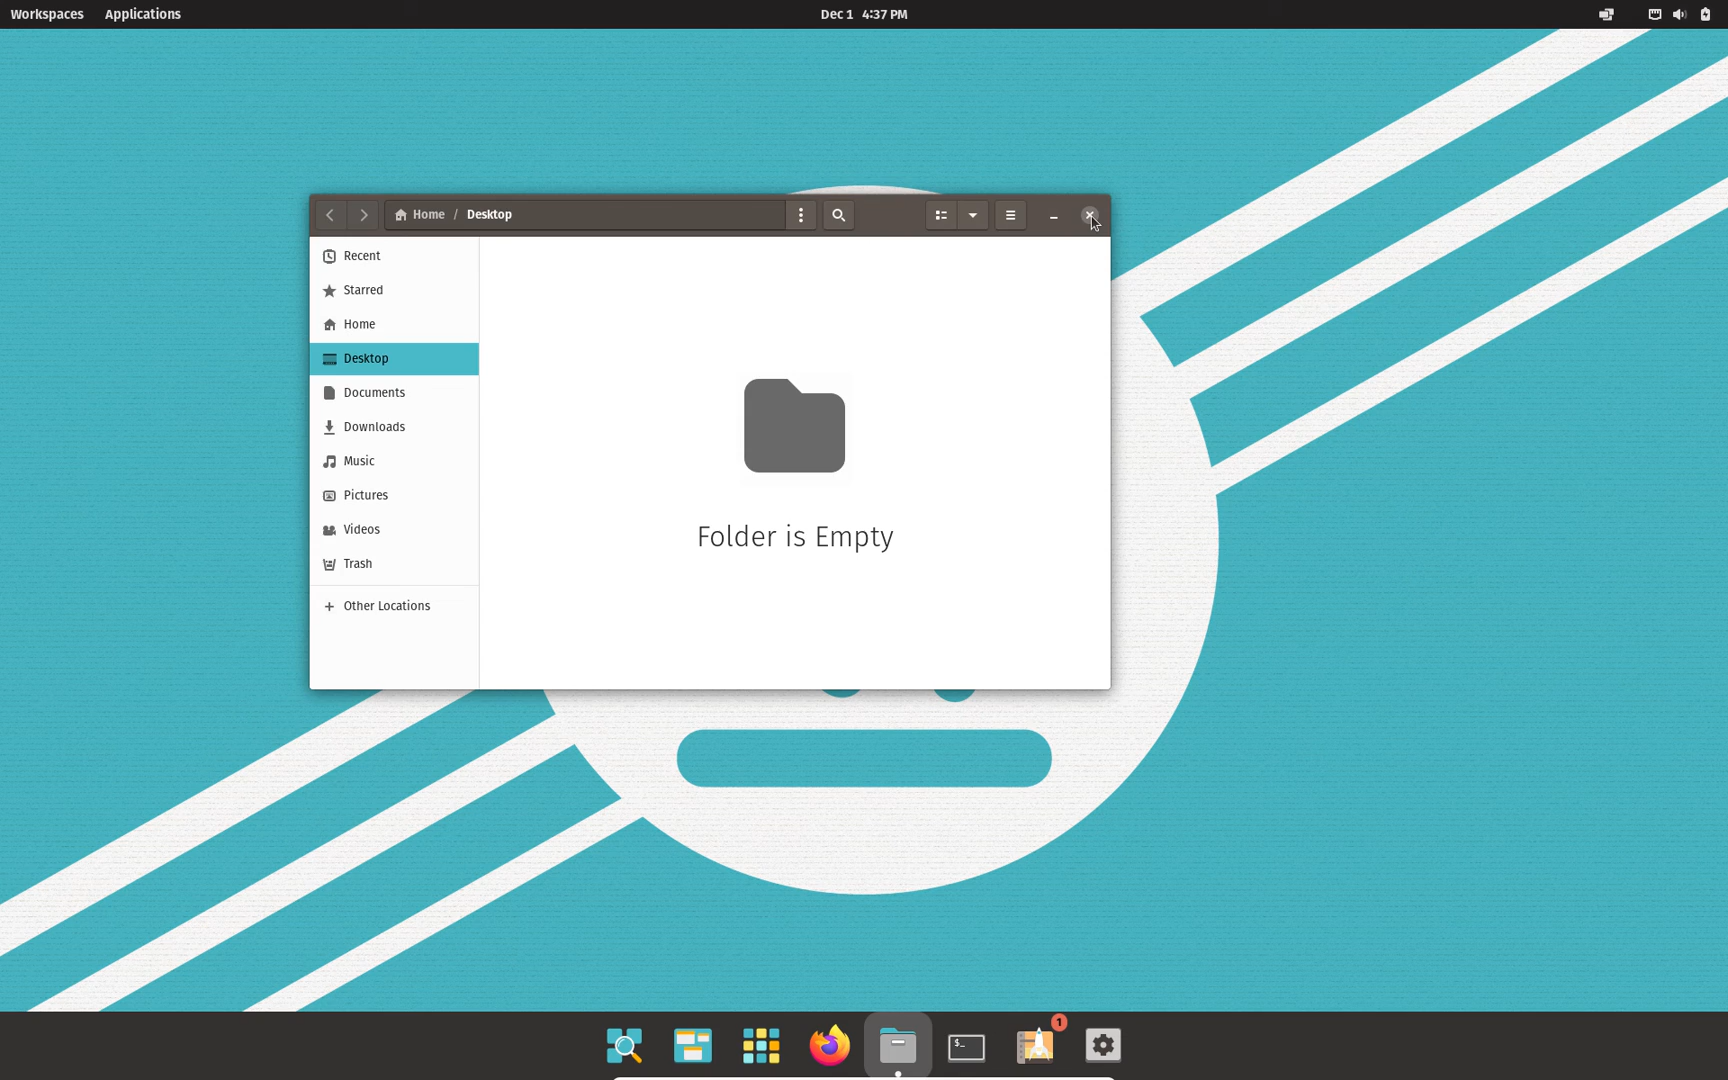 Workspaces Applications Dec 1 4:37 PM
Home / Desktop
Recent
Starred
Home
Desktop
Documents
Downloads
Music
Pictures
Videos
Trash
+ Other Locations
Folder is Empty
$_ 1